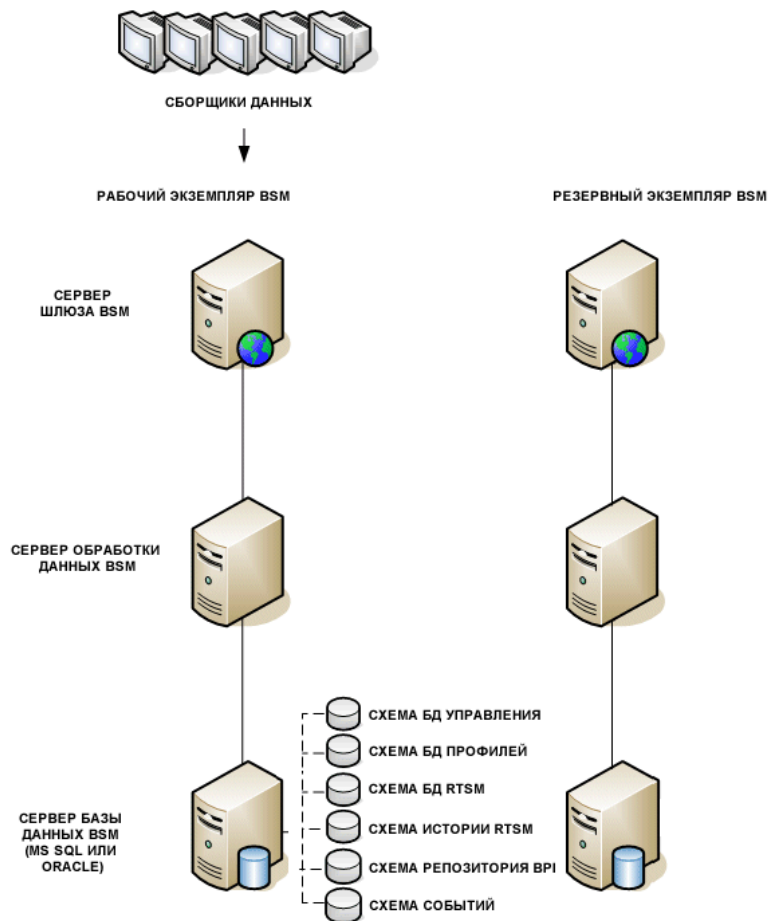 СБОРЩИКИ ДАННЫХ
РАБОЧИЙ ЭКЗЕМПЛЯР BSM
РЕЗЕРВНЫЙ ЭКЗЕМПЛЯР BSM
СЕРВЕР
ШЛЮЗА BSM
СЕРВЕР ОБРАБОТКИ
ДАННЫХ BSM
СХЕМА БД УПРАВЛЕНИЯ
СХЕМА БД ПРОФИЛЕЙ
СХЕМА БД RTSM
СХЕМА ИСТОРИИ RTSM
СХЕМА РЕПОЗИТОРИЯ BPI
СХЕМА СОБЫТИЙ
СЕРВЕР БАЗЫ
ДАННЫХ BSM
(MS SQL ИЛИ
ORACLE)